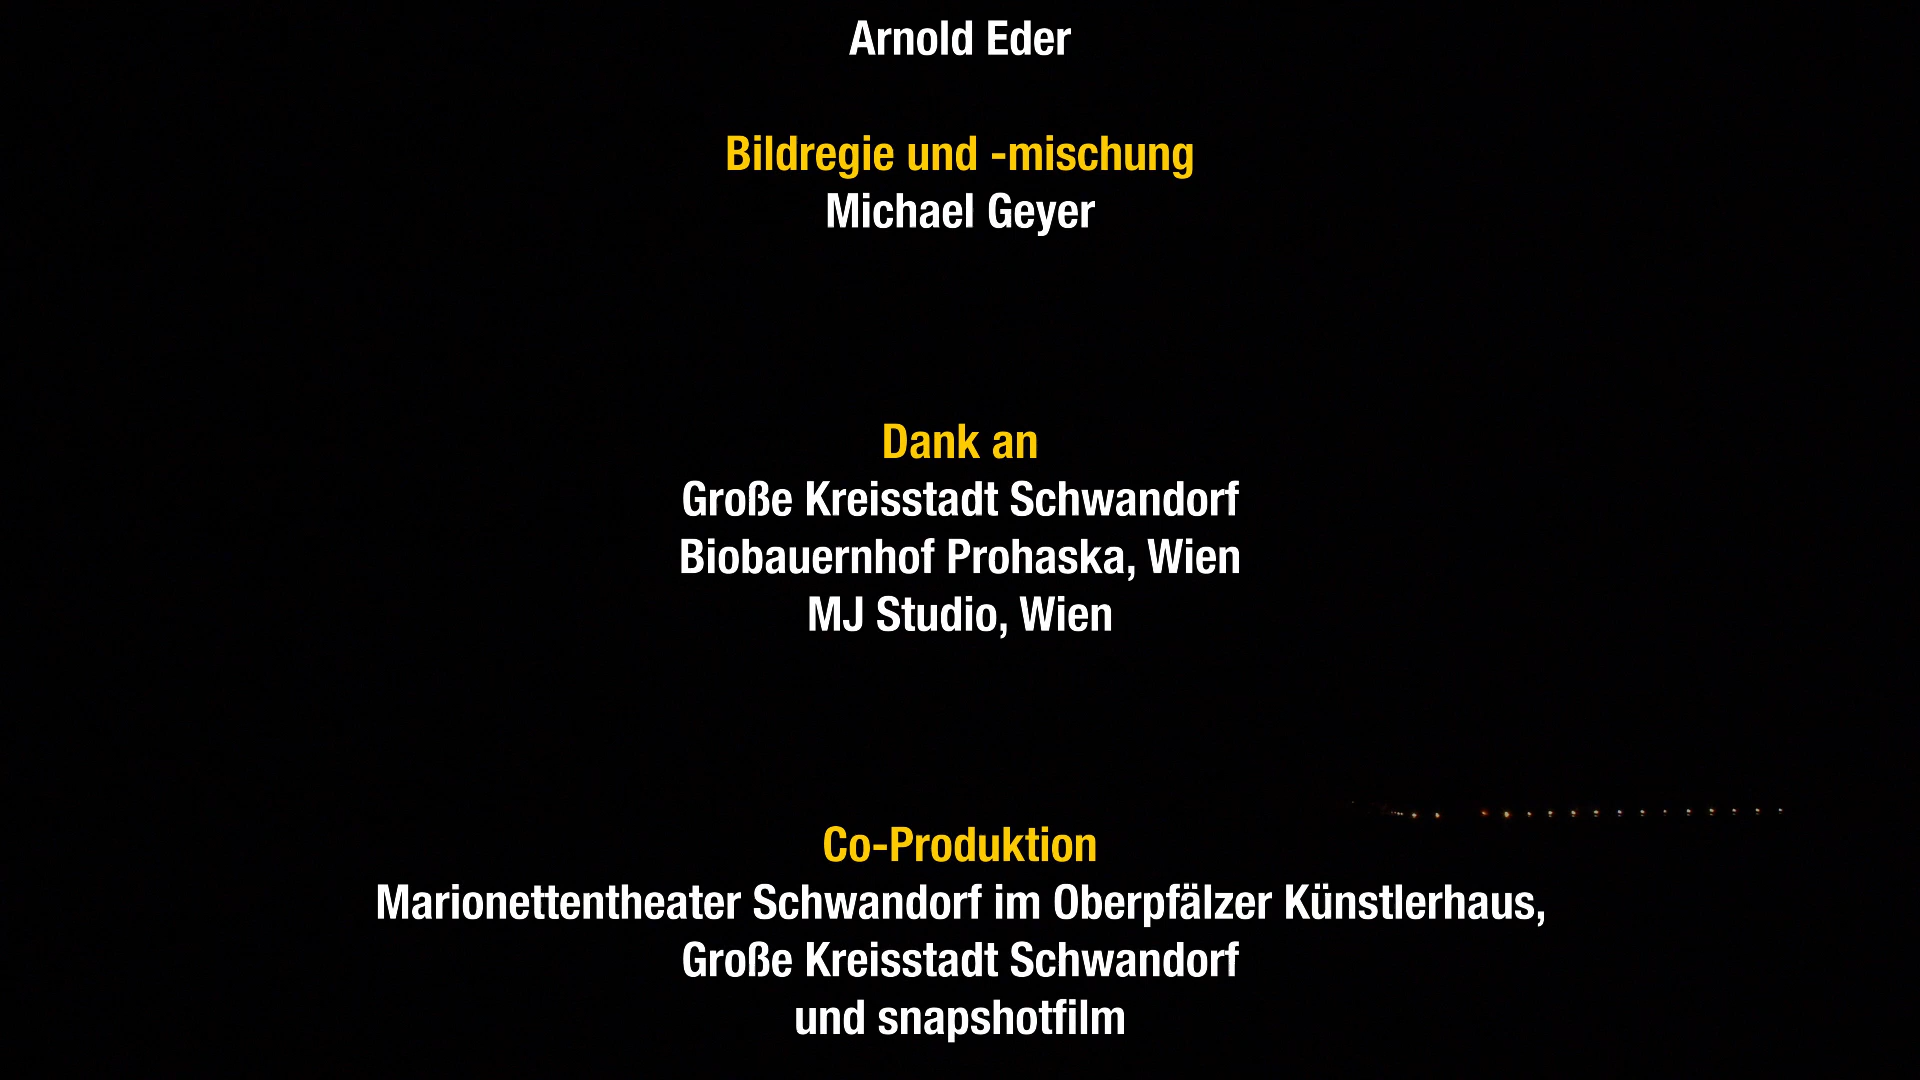 Arnold Eder
Bildregie und -mischung
Michael Geyer
Dank an
Große Kreisstadt Schwandorf
Biobauernhof Prohaska, Wien
MJ Studio, Wien
Co-Produktion
Marionettentheater Schwandorf im Oberpfälzer Künstlerhaus,
Große Kreisstadt Schwandorf
und snapshotfilm